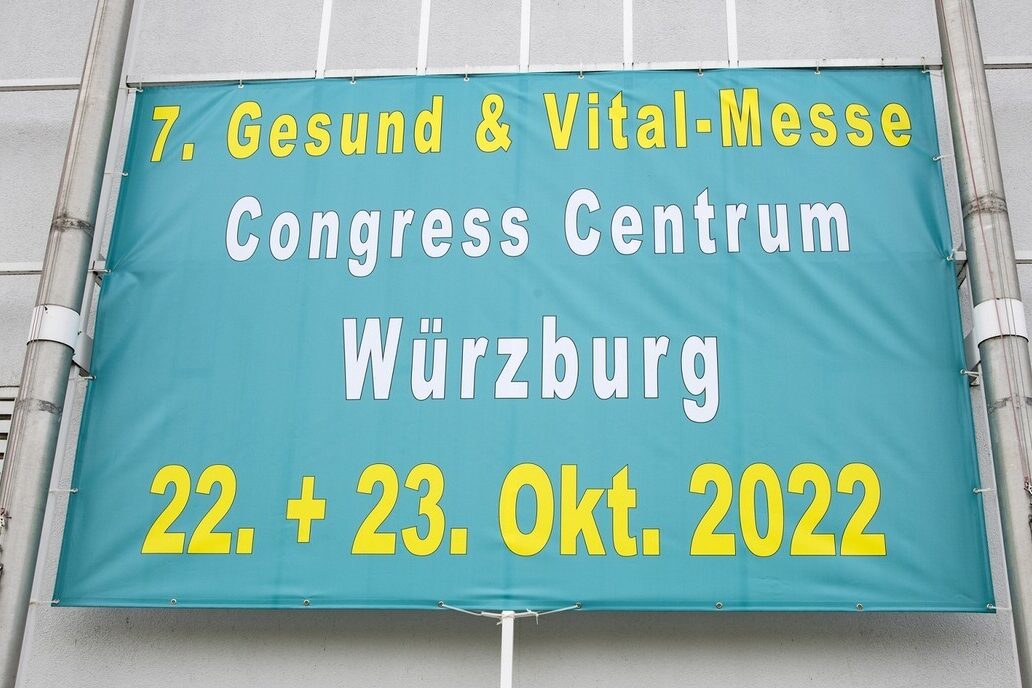 7. Gesund & Vital-Messe
Congress Centrum
Würzburg
22. + 23. Okt. 2022